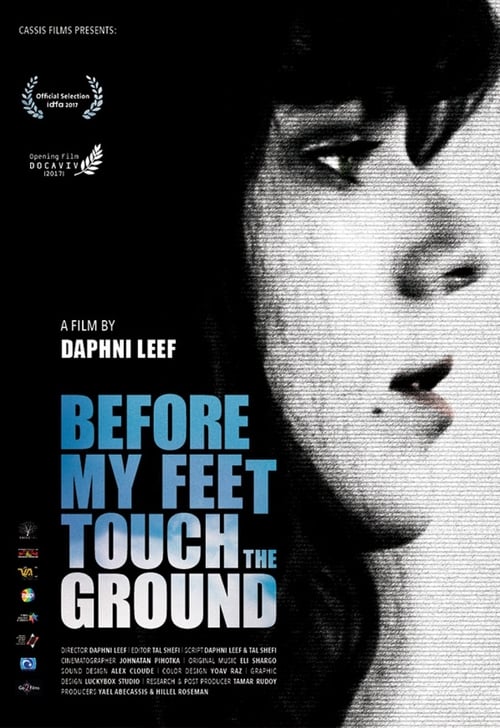 CASSIS FILMS PRESENTS:
Official Selection
idfa 2017
Opening Film
DOCAVIV
(2017)
A FILM BY
DAPHNI LEEF
BEFORE
MY FEET
TOUCH THE
GROUND
DIRECTOR DAPHNI LEEF | EDITOR TAL SHEFI | SCRIPT DAPHNI LEEF & TAL SHEFI
CINEMATOGRAPHER JOHNATAN PIHOTKA | ORIGINAL MUSIC ELI SHARGO
SOUND DESIGN ALEX CLOUDE | COLOR DESIGN YOAV RAZ | GRAPHIC
DESIGN LUCKYBOX STUDIO | RESEARCH & POST PRODUCER TAMAR RUDOY
PRODUCERS YAEL ABECASSIS & HILLEL ROSEMAN
Go2Films